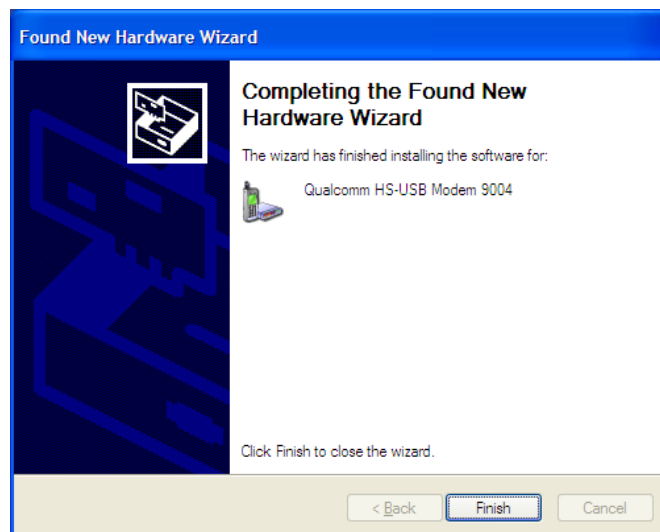 Found New Hardware Wizard
Completing the Found New
Hardware Wizard
The wizard has finished installing the software for:
Qualcomm HS-USB Modem 9004
Click Finish to close the wizard.
< Back Finish Cancel